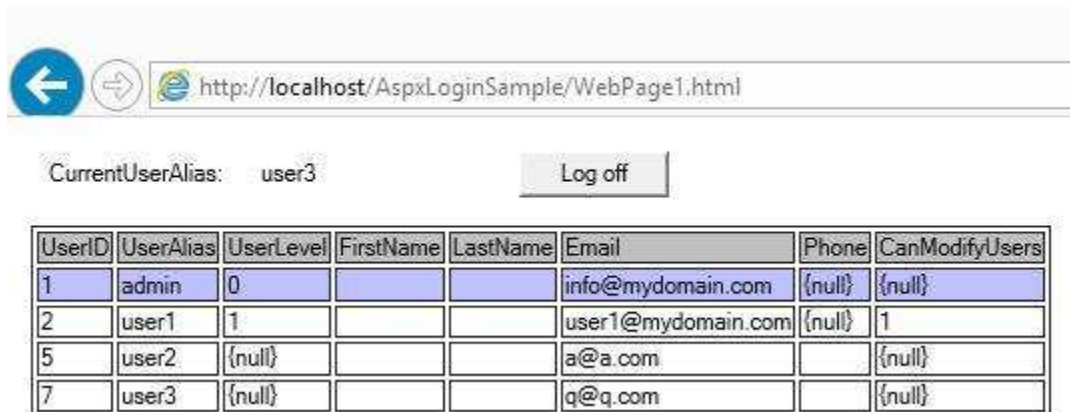 http://localhost/AspxLoginSample/WebPage1.html
CurrentUserAlias: user3 Log off
UserID UserAlias UserLevel FirstName LastName Email Phone CanModifyUsers
1 admin 0 info@mydomain.com {null} {null}
2 user1 1 user1@mydomain.com {null} 1
5 user2 {null} a@a.com {null}
7 user3 {null} q@q.com {null}